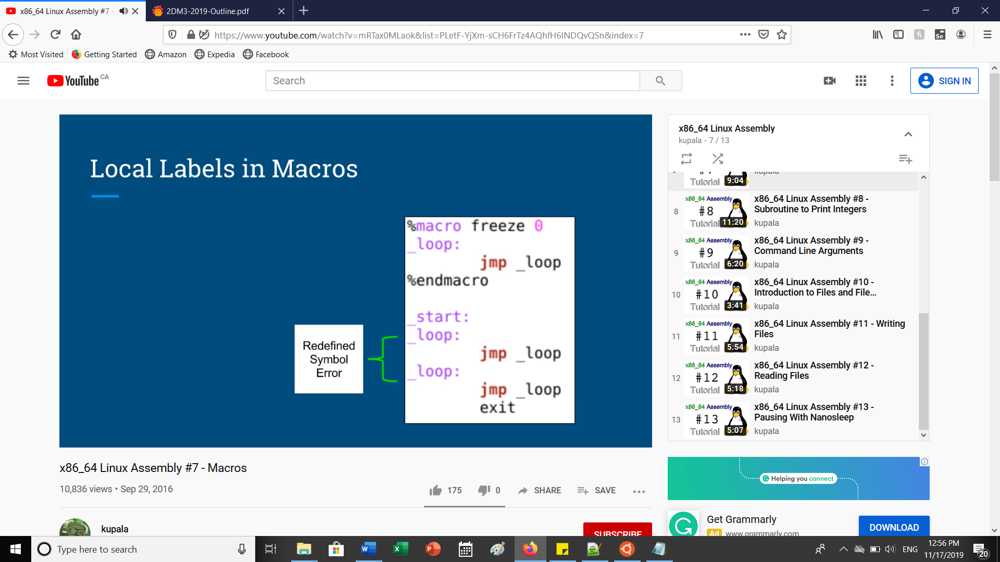 x86_64 Linux Assembly #7 -
2DM3-2019-Outline.pdf
https://www.youtube.com/watch?v=mRTax0MLaok&list=PLetF-YjXm-sCH6FrTz4AQhfH6INDQvQSn&index=7
Most Visited
Getting Started
Amazon
Expedia
Facebook
YouTube CA
Search
SIGN IN
Local Labels in Macros
%macro freeze 0
_loop:
jmp _loop
%endmacro
_start:
_loop:
jmp _loop
_loop:
jmp _loop
exit
Redefined
Symbol
Error
x86_64 Linux Assembly
kupala - 7 / 13
Tutorial 9:04
kupala
8
x86_64 Assembly
#8
Tutorial 11:20
x86_64 Linux Assembly #8 -
Subroutine to Print Integers
kupala
9
x86_64 Assembly
#9
Tutorial 6:20
x86_64 Linux Assembly #9 -
Command Line Arguments
kupala
10
x86_64 Assembly
#10
Tutorial 3:41
x86_64 Linux Assembly #10 -
Introduction to Files and File...
kupala
11
x86_64 Assembly
#11
Tutorial 5:54
x86_64 Linux Assembly #11 - Writing
Files
kupala
12
x86_64 Assembly
#12
Tutorial 5:18
x86_64 Linux Assembly #12 -
Reading Files
kupala
13
x86_64 Assembly
#13
Tutorial 5:07
x86_64 Linux Assembly #13 -
Pausing With Nanosleep
kupala
x86_64 Linux Assembly #7 - Macros
10,836 views • Sep 29, 2016
175
0
SHARE
SAVE
kupala
SUBSCRIBE
Helping you connect
Get Grammarly
Ad www.grammarly.com
DOWNLOAD
Type here to search
ENG
12:56 PM
11/17/2019
20